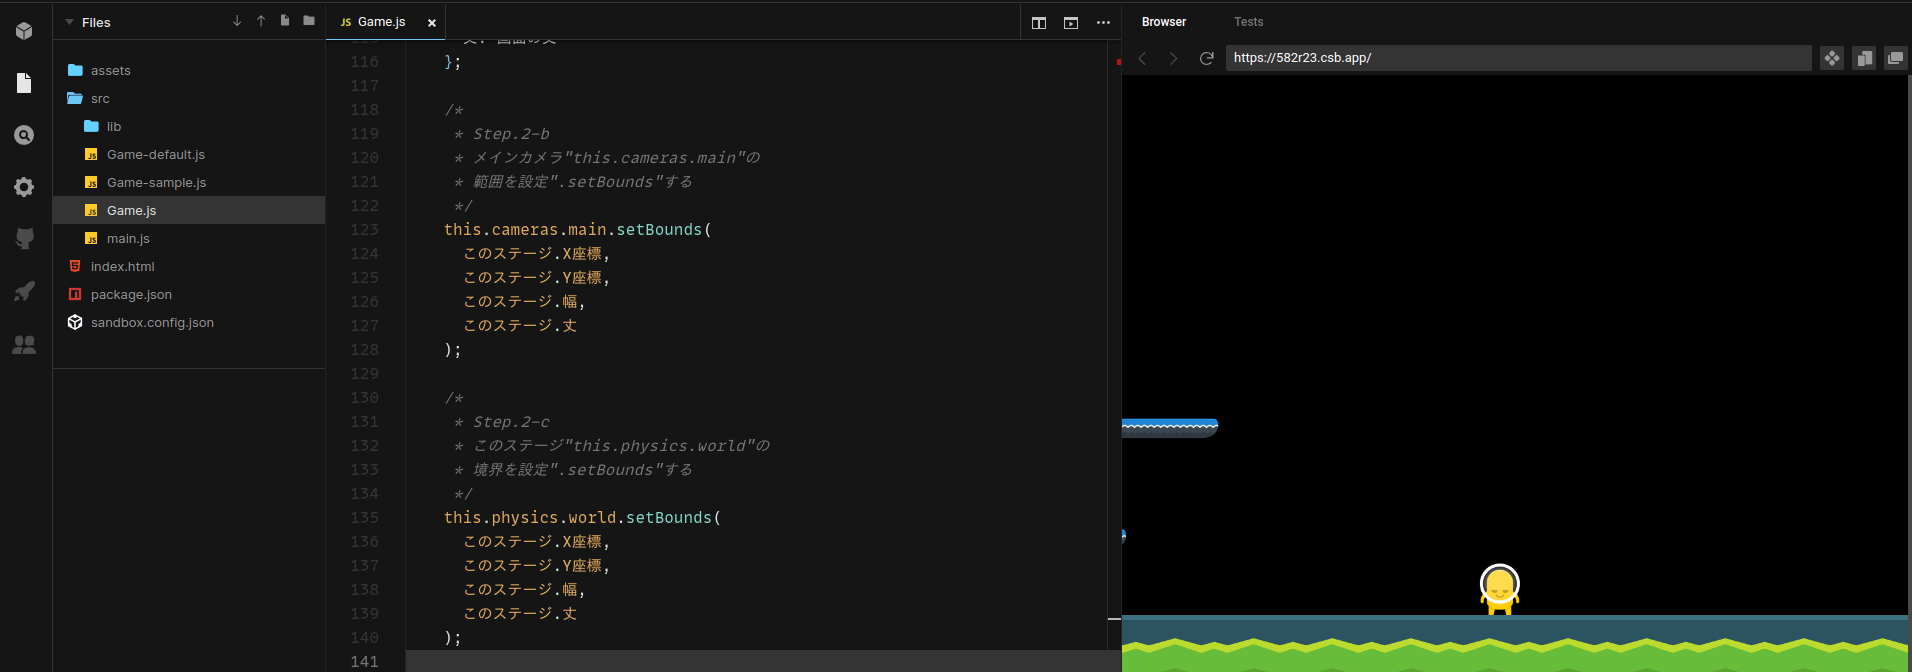 Files
assets
src
lib
Game-default.js
Game-sample.js
Game.js
main.js
index.html
package.json
sandbox.config.json
JS Game.js ×
116 };
117
118 /*
119 * Step.2-b
120 * メインカメラ"this.cameras.main"の
121 * 範囲を設定".setBounds"する
122 */
123 this.cameras.main.setBounds(
124 このステージ.X座標,
125 このステージ.Y座標,
126 このステージ.幅,
127 このステージ.丈
128 );
129
130 /*
131 * Step.2-c
132 * このステージ"this.physics.world"の
133 * 境界を設定".setBounds"する
134 */
135 this.physics.world.setBounds(
136 このステージ.X座標,
137 このステージ.Y座標,
138 このステージ.幅,
139 このステージ.丈
140 );
141
Browser Tests
https://582r23.csb.app/